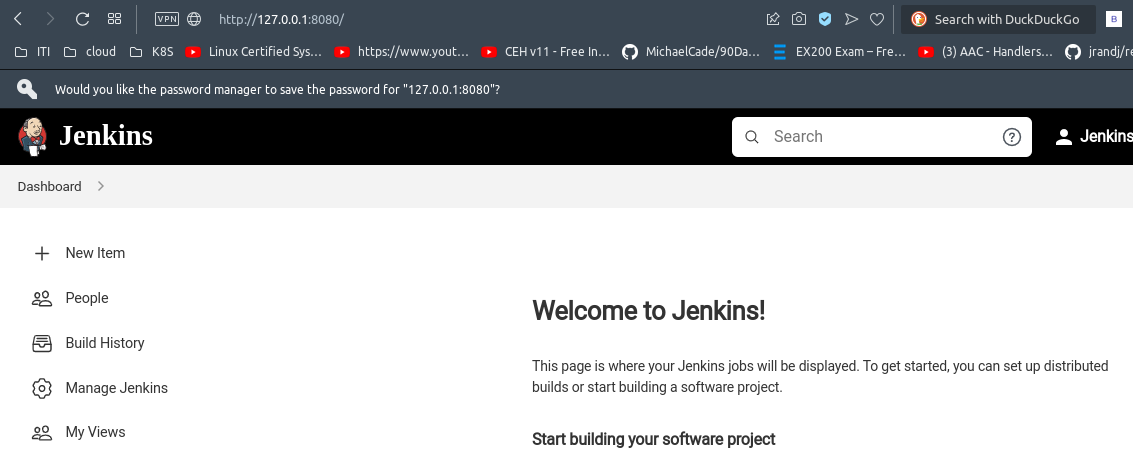 VPN http://127.0.0.1:8080/ Search with DuckDuckGo B
ITI cloud K8S Linux Certified Sys... https://www.yout... CEH v11 - Free In... MichaelCade/90Da... EX200 Exam – Fre... (3) AAC - Handlers... jrandj/re
Would you like the password manager to save the password for "127.0.0.1:8080"?
Jenkins Search Jenkins
Dashboard
New Item
People
Build History
Manage Jenkins
My Views
Welcome to Jenkins!
This page is where your Jenkins jobs will be displayed. To get started, you can set up distributed
builds or start building a software project.
Start building your software project